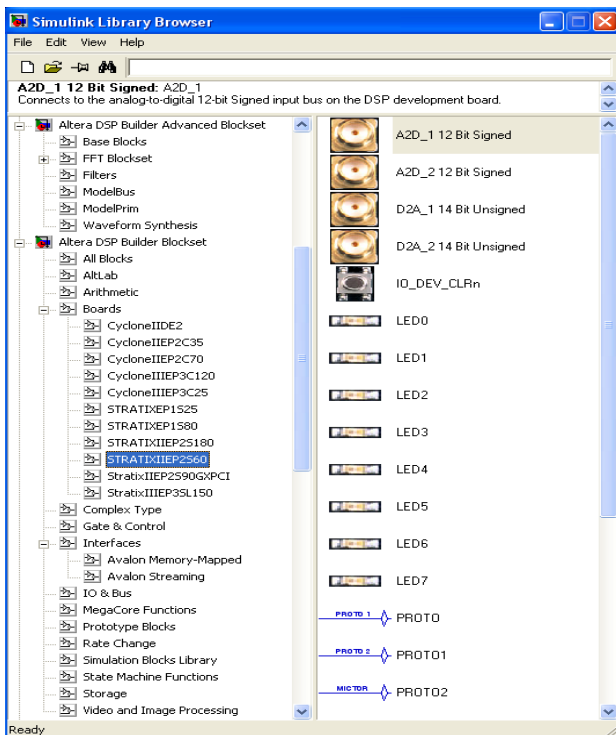 Simulink Library Browser
File Edit View Help
A2D_1 12 Bit Signed: A2D_1
Connects to the analog-to-digital 12-bit Signed input bus on the DSP development board.
Altera DSP Builder Advanced Blockset
Base Blocks
FFT Blockset
Filters
ModelBus
ModelPrim
Waveform Synthesis
Altera DSP Builder Blockset
All Blocks
AltLab
Arithmetic
Boards
CycloneIIDE2
CycloneIIEP2C35
CycloneIIEP2C70
CycloneIIIEP3C120
CycloneIIIEP3C25
STRATIXEP1S25
STRATIXEP1S80
STRATIXIIEP2S180
STRATIXIIEP2S60
StratixIIEP2S90GXPCI
StratixIIIEP3SL150
Complex Type
Gate & Control
Interfaces
Avalon Memory-Mapped
Avalon Streaming
IO & Bus
MegaCore Functions
Prototype Blocks
Rate Change
Simulation Blocks Library
State Machine Functions
Storage
Video and Image Processing
A2D_1 12 Bit Signed
A2D_2 12 Bit Signed
D2A_1 14 Bit Unsigned
D2A_2 14 Bit Unsigned
IO_DEV_CLRn
LED0
LED1
LED2
LED3
LED4
LED5
LED6
LED7
PROTO 1 PROTO
PROTO 2 PROTO1
MICTOR PROTO2
Ready